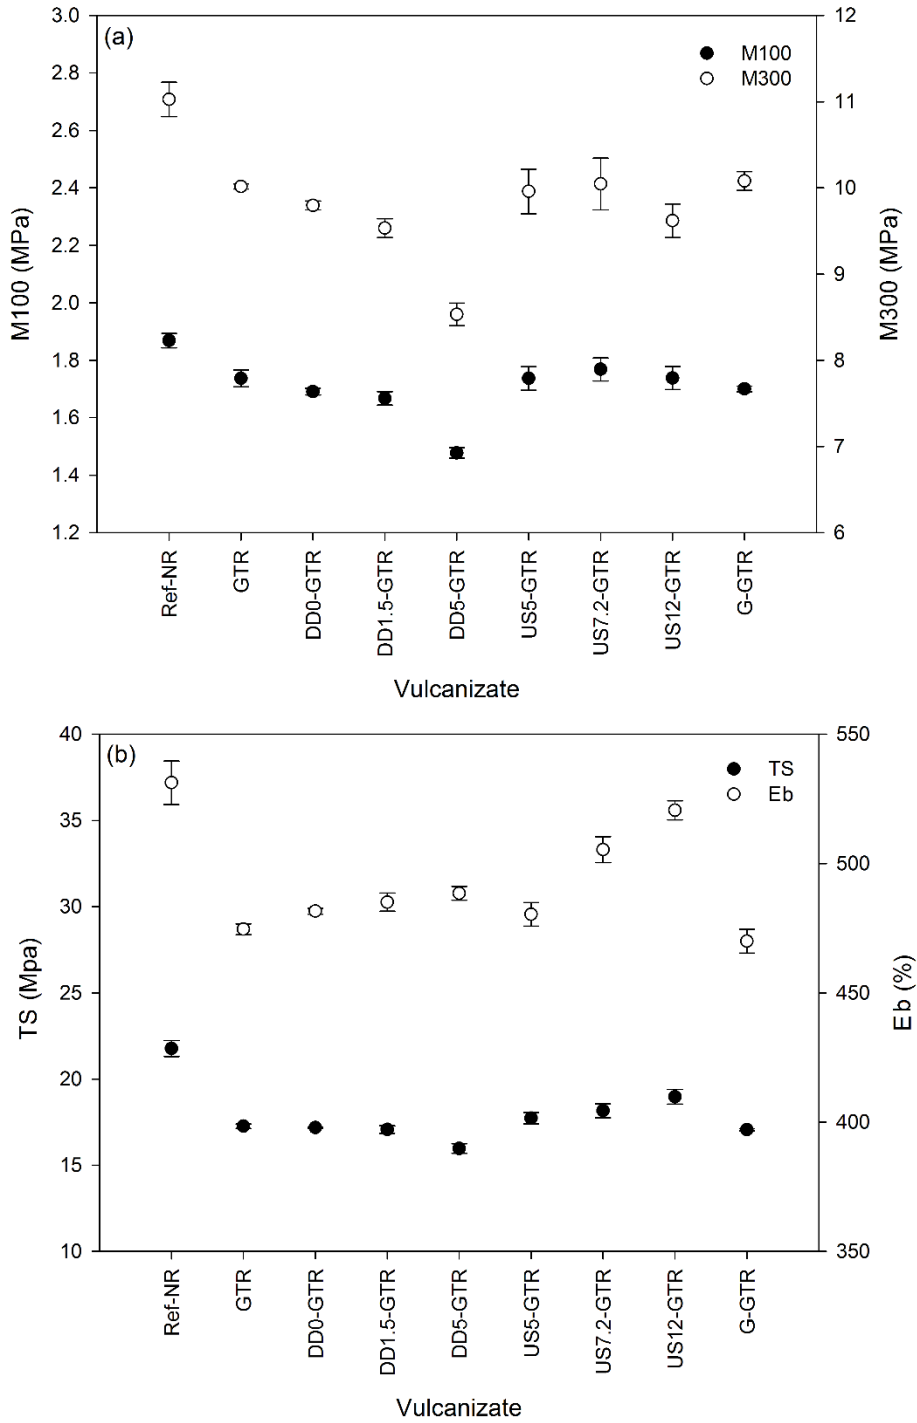 (a)
M100
M300
M100 (MPa)
3.0
2.8
2.6
2.4
2.2
2.0
1.8
1.6
1.4
1.2
12
11
10
9
8
7
6
M300 (MPa)
Ref-NR
GTR
DD0-GTR
DD1.5-GTR
DD5-GTR
US5-GTR
US7.2-GTR
US12-GTR
G-GTR
Vulcanizate
(b)
TS
Eb
TS (Mpa)
40
35
30
25
20
15
10
550
500
450
400
350
Eb (%)
Ref-NR
GTR
DD0-GTR
DD1.5-GTR
DD5-GTR
US5-GTR
US7.2-GTR
US12-GTR
G-GTR
Vulcanizate